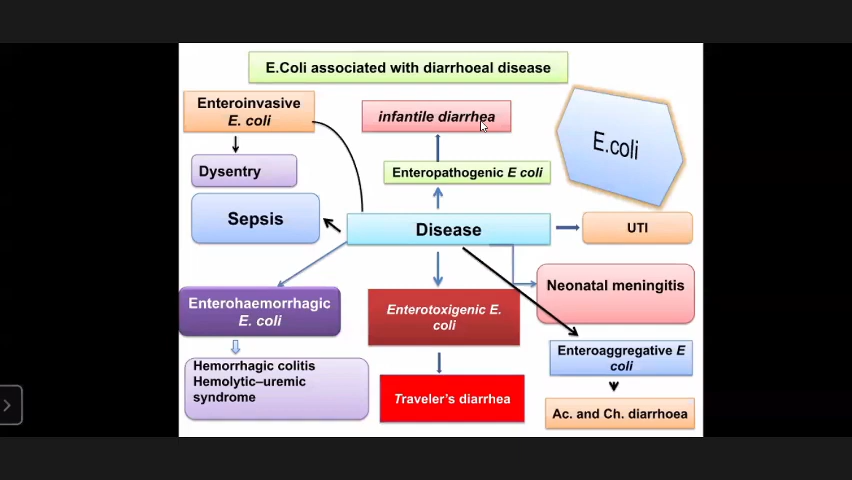 E.Coli associated with diarrhoeal disease
Enteroinvasive
E. coli
infantile diarrhea
E.coli
Enteropathogenic E coli
Dysentry
Sepsis
Disease
UTI
Neonatal meningitis
Enterohaemorrhagic
E. coli
Enterotoxigenic E.
coli
Enteroaggregative E
coli
Hemorrhagic colitis
Hemolytic–uremic
syndrome
Traveler's diarrhea
Ac. and Ch. diarrhoea